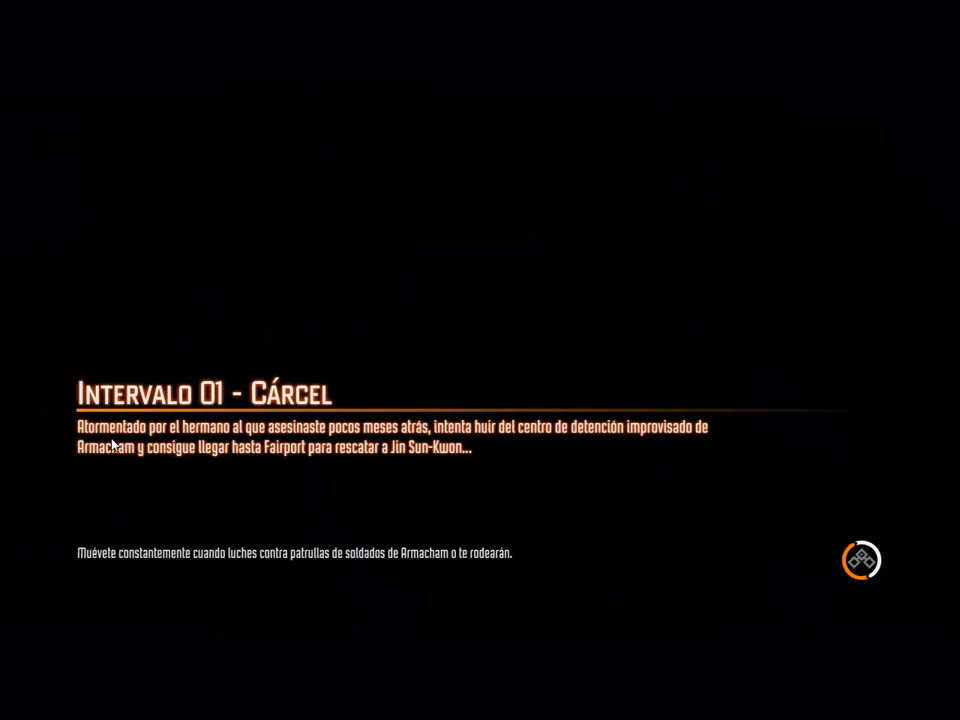 Intervalo 01 - Cárcel
Atormentado por el hermano al que asesinaste pocos meses atrás, intenta huir del centro de detención improvisado de
Armacham y consigue llegar hasta Fairport para rescatar a Jin Sun-Kwon...
Muévete constantemente cuando luches contra patrullas de soldados de Armacham o te rodearán.